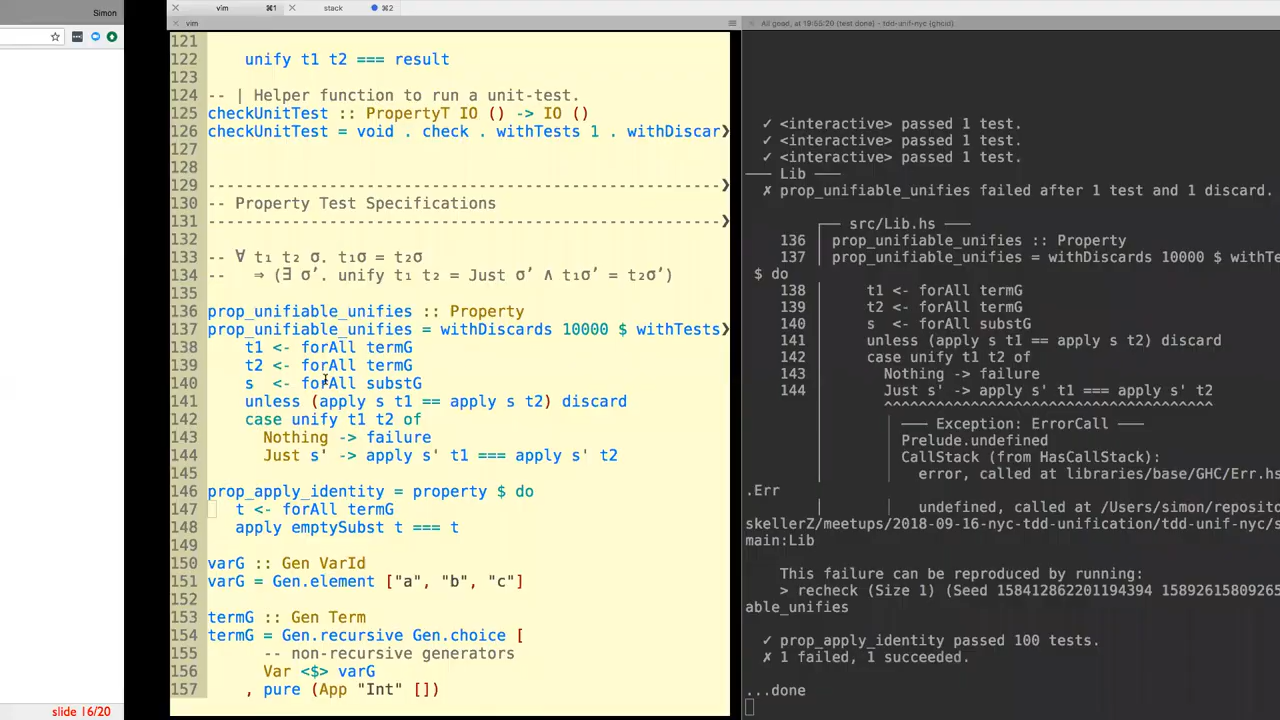 Simon
vim ⌘1
stack ⌘2
vim
All good, at 19:55:20 (test done) - tdd-unif-nyc (ghcid)
121
122 unify t1 t2 === result
123
124 -- | Helper function to run a unit-test.
125 checkUnitTest :: PropertyT IO () -> IO ()
126 checkUnitTest = void . check . withTests 1 . withDiscar❯
127
128
129 --------------------------------------------------------❯
130 -- Property Test Specifications
131 --------------------------------------------------------❯
132
133 -- ∀ t₁ t₂ σ. t₁σ = t₂σ
134 -- ⇒ (∃ σ’. unify t₁ t₂ = Just σ’ ∧ t₁σ’ = t₂σ’)
135
136 prop_unifiable_unifies :: Property
137 prop_unifiable_unifies = withDiscards 10000 $ withTests❯
138 t1 <- forAll termG
139 t2 <- forAll termG
140 s <- forAll substG
141 unless (apply s t1 == apply s t2) discard
142 case unify t1 t2 of
143 Nothing -> failure
144 Just s' -> apply s' t1 === apply s' t2
145
146 prop_apply_identity = property $ do
147 t <- forAll termG
148 apply emptySubst t === t
149
150 varG :: Gen VarId
151 varG = Gen.element ["a", "b", "c"]
152
153 termG :: Gen Term
154 termG = Gen.recursive Gen.choice [
155 -- non-recursive generators
156 Var <$> varG
157 , pure (App "Int" [])
✓ <interactive> passed 1 test.
✓ <interactive> passed 1 test.
✓ <interactive> passed 1 test.
─── Lib ───
✗ prop_unifiable_unifies failed after 1 test and 1 discard.
┌── src/Lib.hs ───
136 │ prop_unifiable_unifies :: Property
137 │ prop_unifiable_unifies = withDiscards 10000 $ withTe
$ do
138 │ t1 <- forAll termG
139 │ t2 <- forAll termG
140 │ s <- forAll substG
141 │ unless (apply s t1 == apply s t2) discard
142 │ case unify t1 t2 of
143 │ Nothing -> failure
144 │ Just s' -> apply s' t1 === apply s' t2
│ ^^^^^^^^^^^^^^^^^^^^^^^^^^^^^^^^^^^^
│ │ ─── Exception: ErrorCall ───
│ │ Prelude.undefined
│ │ CallStack (from HasCallStack):
│ │ error, called at libraries/base/GHC/Err.hs
.Err
│ │ undefined, called at /Users/simon/reposito
skellerZ/meetups/2018-09-16-nyc-tdd-unification/tdd-unif-nyc/s
main:Lib
This failure can be reproduced by running:
> recheck (Size 1) (Seed 158412862201194394 15892615809265
able_unifies
✓ prop_apply_identity passed 100 tests.
✗ 1 failed, 1 succeeded.
...done
slide 16/20